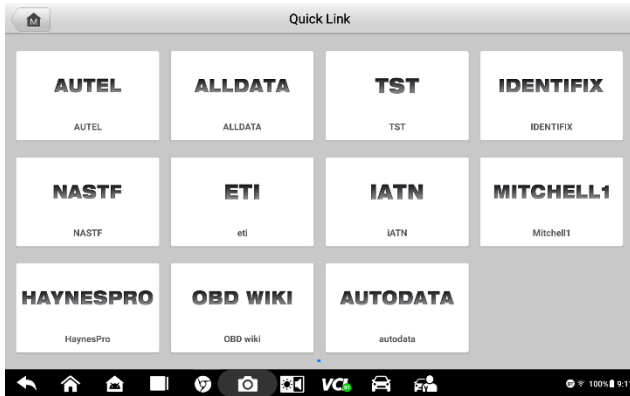 M
Quick Link
AUTEL
AUTEL
ALLDATA
ALLDATA
TST
TST
IDENTIFIX
IDENTIFIX
NASTF
NASTF
ETI
eti
IATN
iATN
MITCHELL1
Mitchell1
HAYNESPRO
HaynesPro
OBD WIKI
OBD wiki
AUTODATA
autodata
VCI
100%